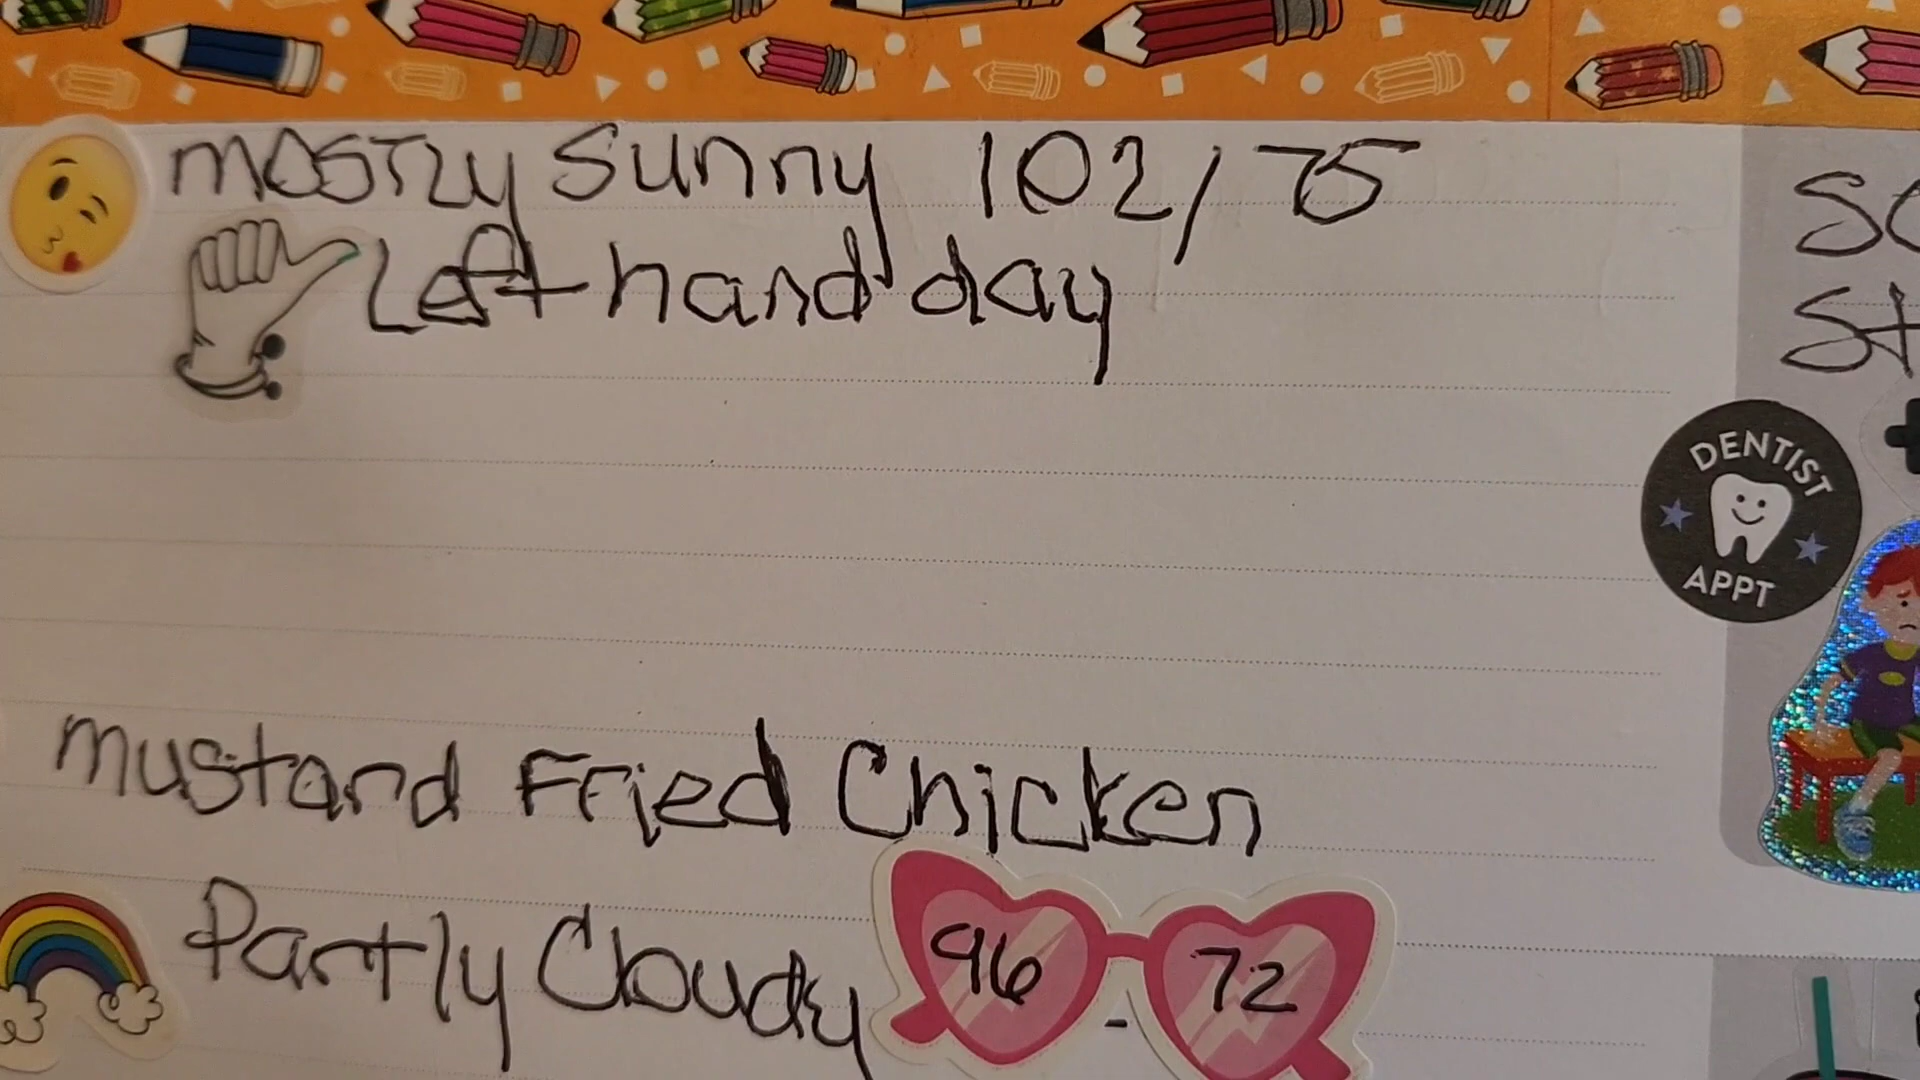 mostly sunny 102/75
Left hand day
DENTIST
APPT
mustard Fried Chicken
Partly Cloudy 96 - 72